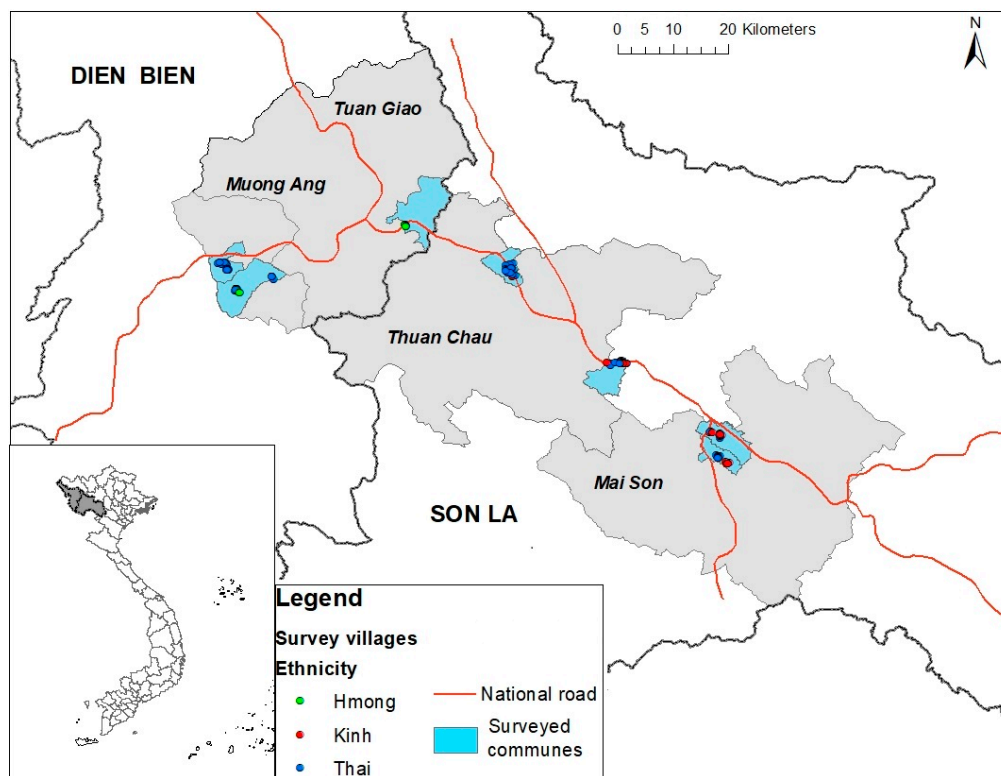 0 5 10 20 Kilometers
N
DIEN BIEN
Tuan Giao
Muong Ang
Thuan Chau
Mai Son
SON LA
Legend
Survey villages
Ethnicity
Hmong
Kinh
Thai
National road
Surveyed
communes